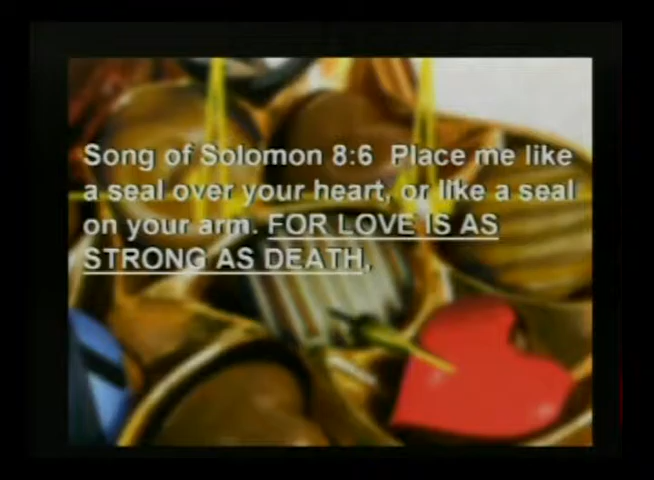 Song of Solomon 8:6  Place me like
a seal over your heart, or like a seal
on your arm. FOR LOVE IS AS
STRONG AS DEATH,